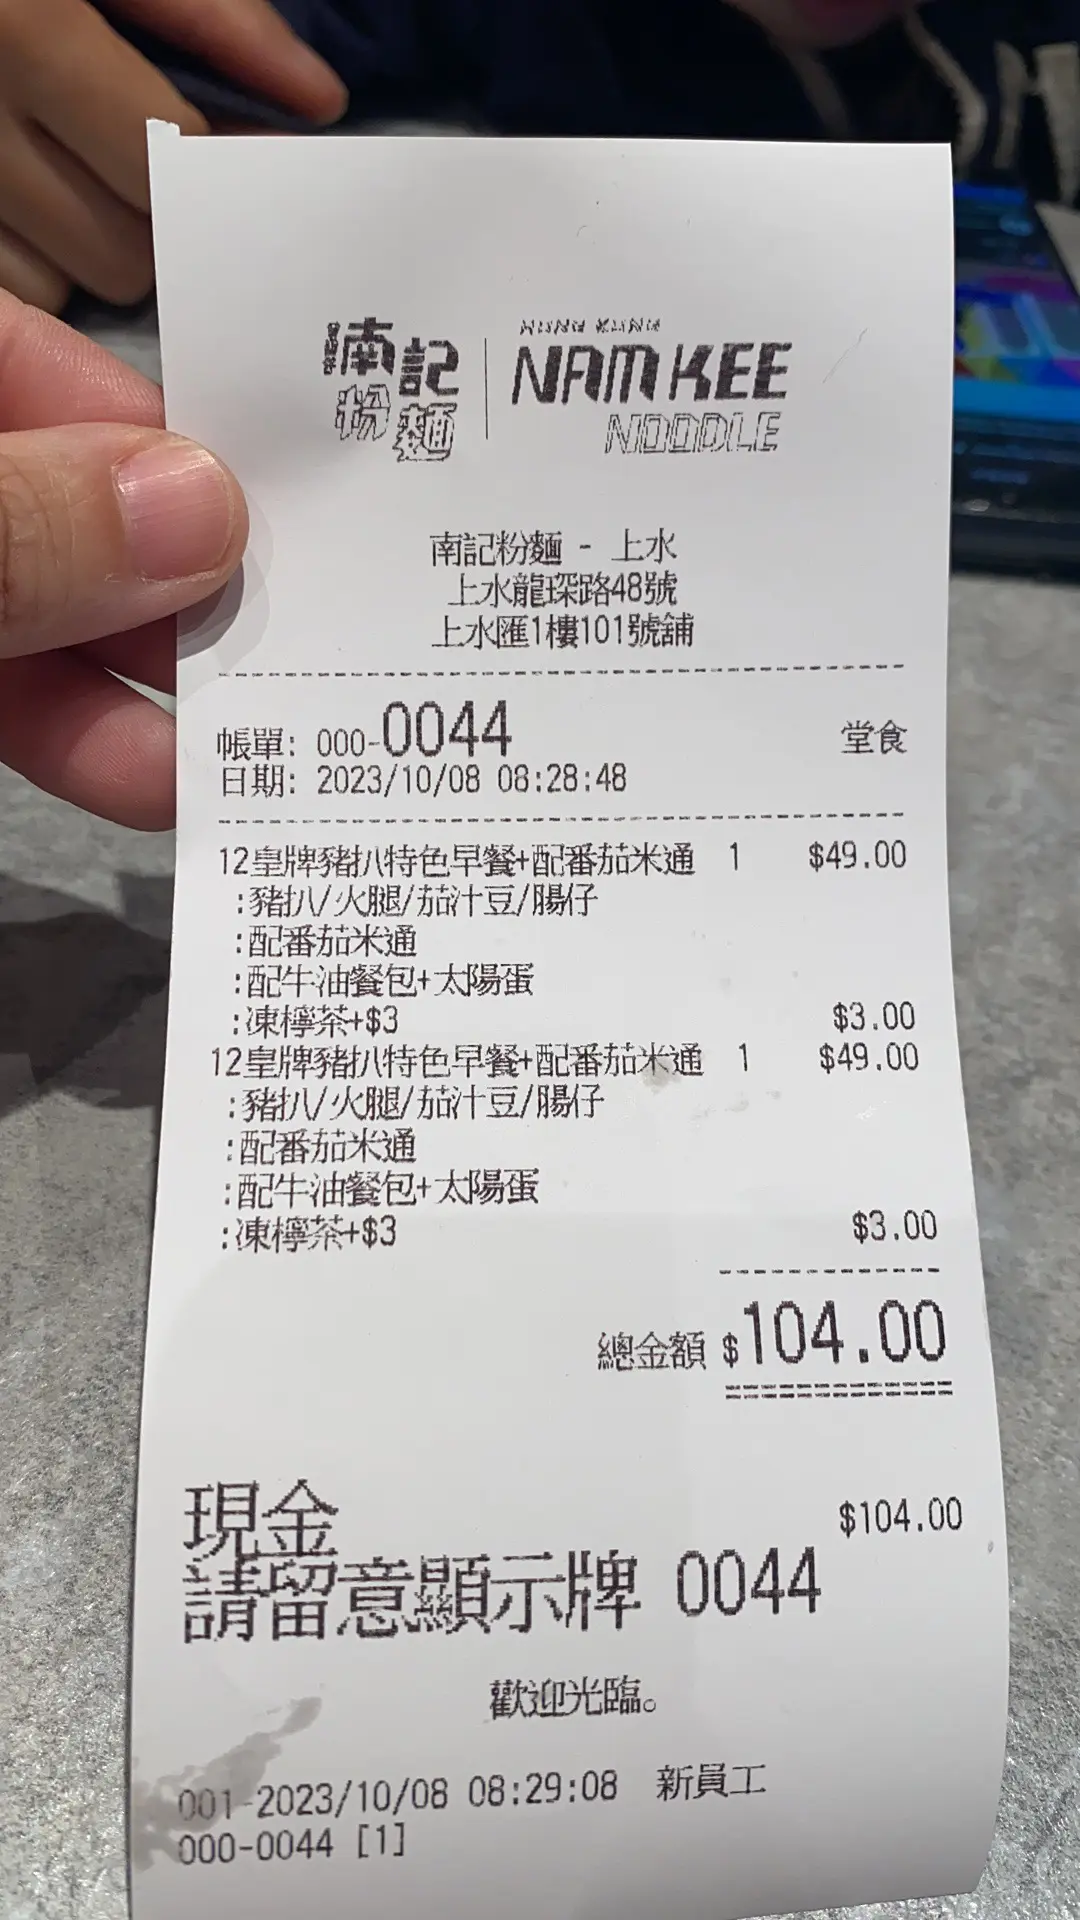 南記
粉麵
NAM KEE
NOODLE
南記粉麵 - 上水
上水龍琛路48號
上水匯1樓101號舖
帳單: 000-0044 堂食
日期: 2023/10/08 08:28:48
12皇牌豬扒特色早餐+配番茄米通 1 $49.00
:豬扒/火腿/茄汁豆/腸仔
:配番茄米通
:配牛油餐包+太陽蛋
:凍檸茶+$3 $3.00
12皇牌豬扒特色早餐+配番茄米通 1 $49.00
:豬扒/火腿/茄汁豆/腸仔
:配番茄米通
:配牛油餐包+太陽蛋
:凍檸茶+$3 $3.00
總金額 $104.00
現金 $104.00
請留意顯示牌 0044
歡迎光臨。
001-2023/10/08 08:29:08 新員工
000-0044 [1]